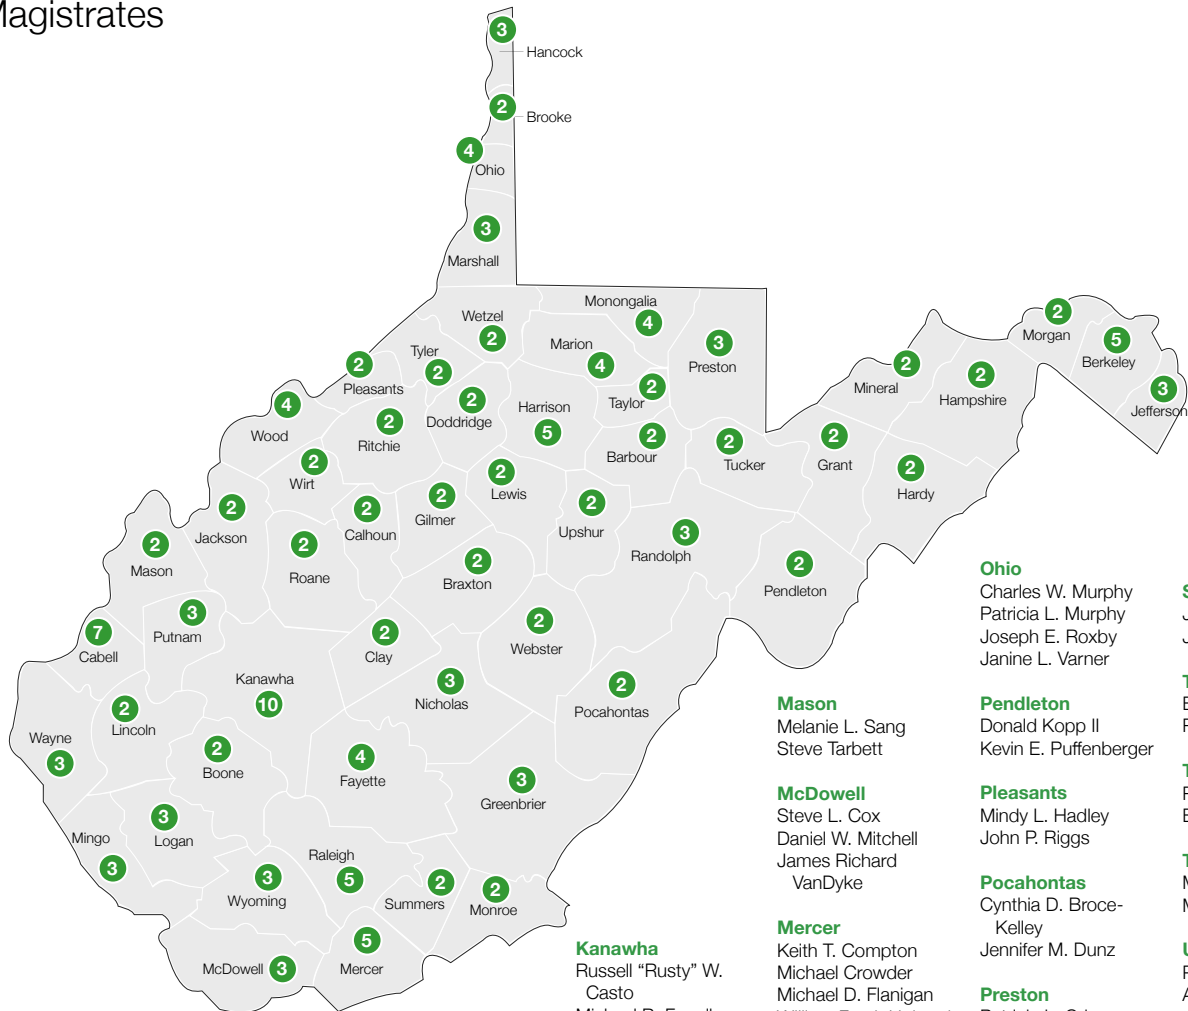 Magistrates
3
Hancock
2
Brooke
4
Ohio
3
Marshall
Wetzel
2
Monongalia
4
Marion
4
3
Preston
Tyler
2
2
Pleasants
2
Doddridge
Harrison
5
2
Taylor
4
Wood
2
Ritchie
2
Barbour
2
Tucker
2
Grant
2
Mineral
2
Hampshire
2
Morgan
5
Berkeley
3
Jefferson
2
Hardy
2
Wirt
2
Lewis
2
Gilmer
2
Calhoun
2
Jackson
2
Upshur
3
Randolph
2
Mason
2
Roane
2
Braxton
2
Pendleton
3
Putnam
7
Cabell
2
Clay
2
Webster
Kanawha
10
3
Nicholas
2
Pocahontas
2
Lincoln
Wayne
3
2
Boone
4
Fayette
3
Greenbrier
3
Logan
Mingo
3
Raleigh
5
3
Wyoming
2
Summers
2
Monroe
5
Mercer
McDowell 3
Kanawha
Russell “Rusty” W.
Casto
Mason
Melanie L. Sang
Steve Tarbett
McDowell
Steve L. Cox
Daniel W. Mitchell
James Richard
VanDyke
Mercer
Keith T. Compton
Michael Crowder
Michael D. Flanigan
Ohio
Charles W. Murphy
Patricia L. Murphy
Joseph E. Roxby
Janine L. Varner
Pendleton
Donald Kopp II
Kevin E. Puffenberger
Pleasants
Mindy L. Hadley
John P. Riggs
Pocahontas
Cynthia D. Broce-
Kelley
Jennifer M. Dunz
Preston